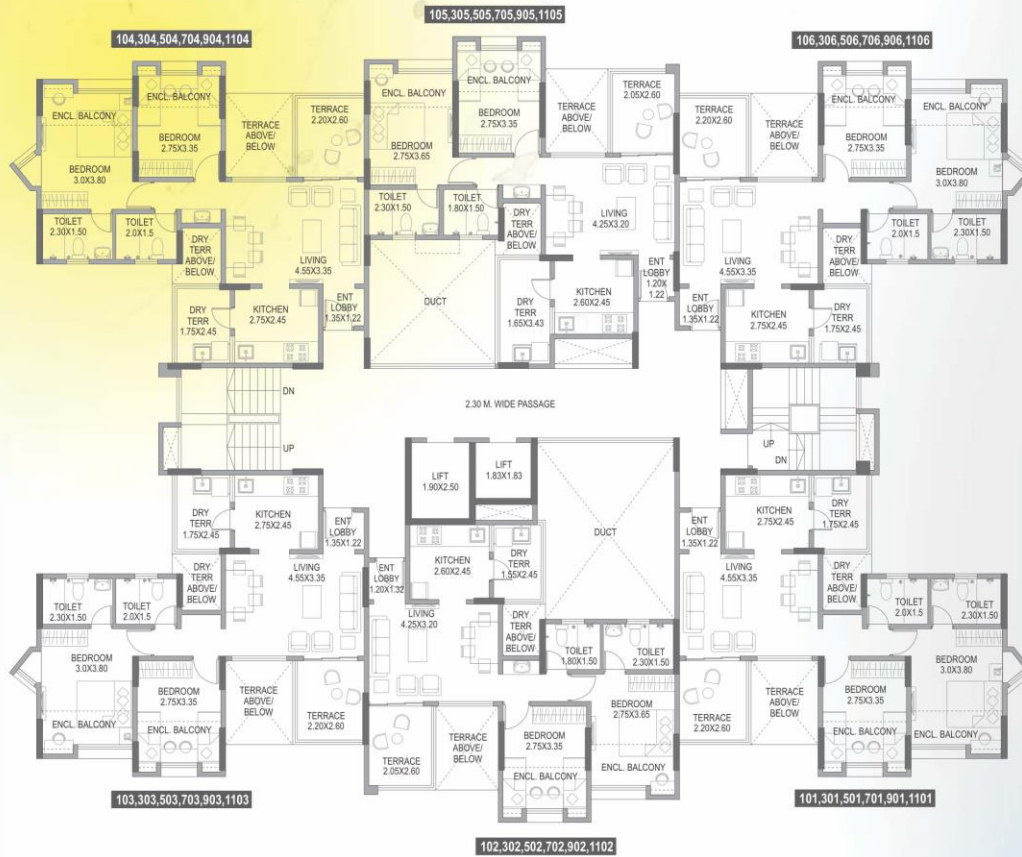 105,305,505,705,905,1105
104,304,504,704,904,1104
106,306,506,706,906,1106
ENCL. BALCONY
BEDROOM
2.75X3.35
ENCL. BALCONY
BEDROOM
3.0X3.80
TERRACE
ABOVE/
BELOW
TERRACE
2.20X2.60
TOILET
2.30X1.50
TOILET
2.0X1.5
DRY
TERR
ABOVE/
BELOW
LIVING
4.55X3.35
DRY
TERR
1.75X2.45
KITCHEN
2.75X2.45
ENT
LOBBY
1.35X1.22
ENCL. BALCONY
BEDROOM
2.75X3.65
ENCL. BALCONY
BEDROOM
2.75X3.35
TERRACE
ABOVE/
BELOW
TERRACE
2.05X2.60
TOILET
2.30X1.50
TOILET
1.80X1.50
DRY
TERR
ABOVE/
BELOW
LIVING
4.25X3.20
DUCT
DRY
TERR
1.65X3.43
KITCHEN
2.60X2.45
ENT
LOBBY
1.20X
1.22
TERRACE
2.20X2.60
TERRACE
ABOVE/
BELOW
ENCL. BALCONY
BEDROOM
2.75X3.35
ENCL. BALCONY
BEDROOM
3.0X3.80
LIVING
4.55X3.35
DRY
TERR
ABOVE/
BELOW
TOILET
2.0X1.5
TOILET
2.30X1.50
ENT
LOBBY
1.35X1.22
KITCHEN
2.75X2.45
DRY
TERR
1.75X2.45
DN
UP
2.30 M. WIDE PASSAGE
UP
DN
LIFT
1.90X2.50
LIFT
1.83X1.83
DRY
TERR
1.75X2.45
KITCHEN
2.75X2.45
ENT
LOBBY
1.35X1.22
DRY
TERR
ABOVE/
BELOW
LIVING
4.55X3.35
TOILET
2.30X1.50
TOILET
2.0X1.5
BEDROOM
3.0X3.80
ENCL. BALCONY
BEDROOM
2.75X3.35
ENCL. BALCONY
TERRACE
ABOVE/
BELOW
TERRACE
2.20X2.60
ENT
LOBBY
1.20X1.32
KITCHEN
2.60X2.45
DRY
TERR
1.55X2.45
DUCT
LIVING
4.25X3.20
DRY
TERR
ABOVE/
BELOW
TOILET
1.80X1.50
TOILET
2.30X1.50
TERRACE
2.05X2.60
TERRACE
ABOVE/
BELOW
BEDROOM
2.75X3.35
ENCL. BALCONY
BEDROOM
2.75X3.65
ENCL. BALCONY
ENT
LOBBY
1.35X1.22
KITCHEN
2.75X2.45
DRY
TERR
1.75X2.45
LIVING
4.55X3.35
DRY
TERR
ABOVE/
BELOW
TOILET
2.0X1.5
TOILET
2.30X1.50
TERRACE
2.20X2.60
TERRACE
ABOVE/
BELOW
BEDROOM
2.75X3.35
ENCL. BALCONY
BEDROOM
3.0X3.80
ENCL. BALCONY
103,303,503,703,903,1103
101,301,501,701,901,1101
102,302,502,702,902,1102